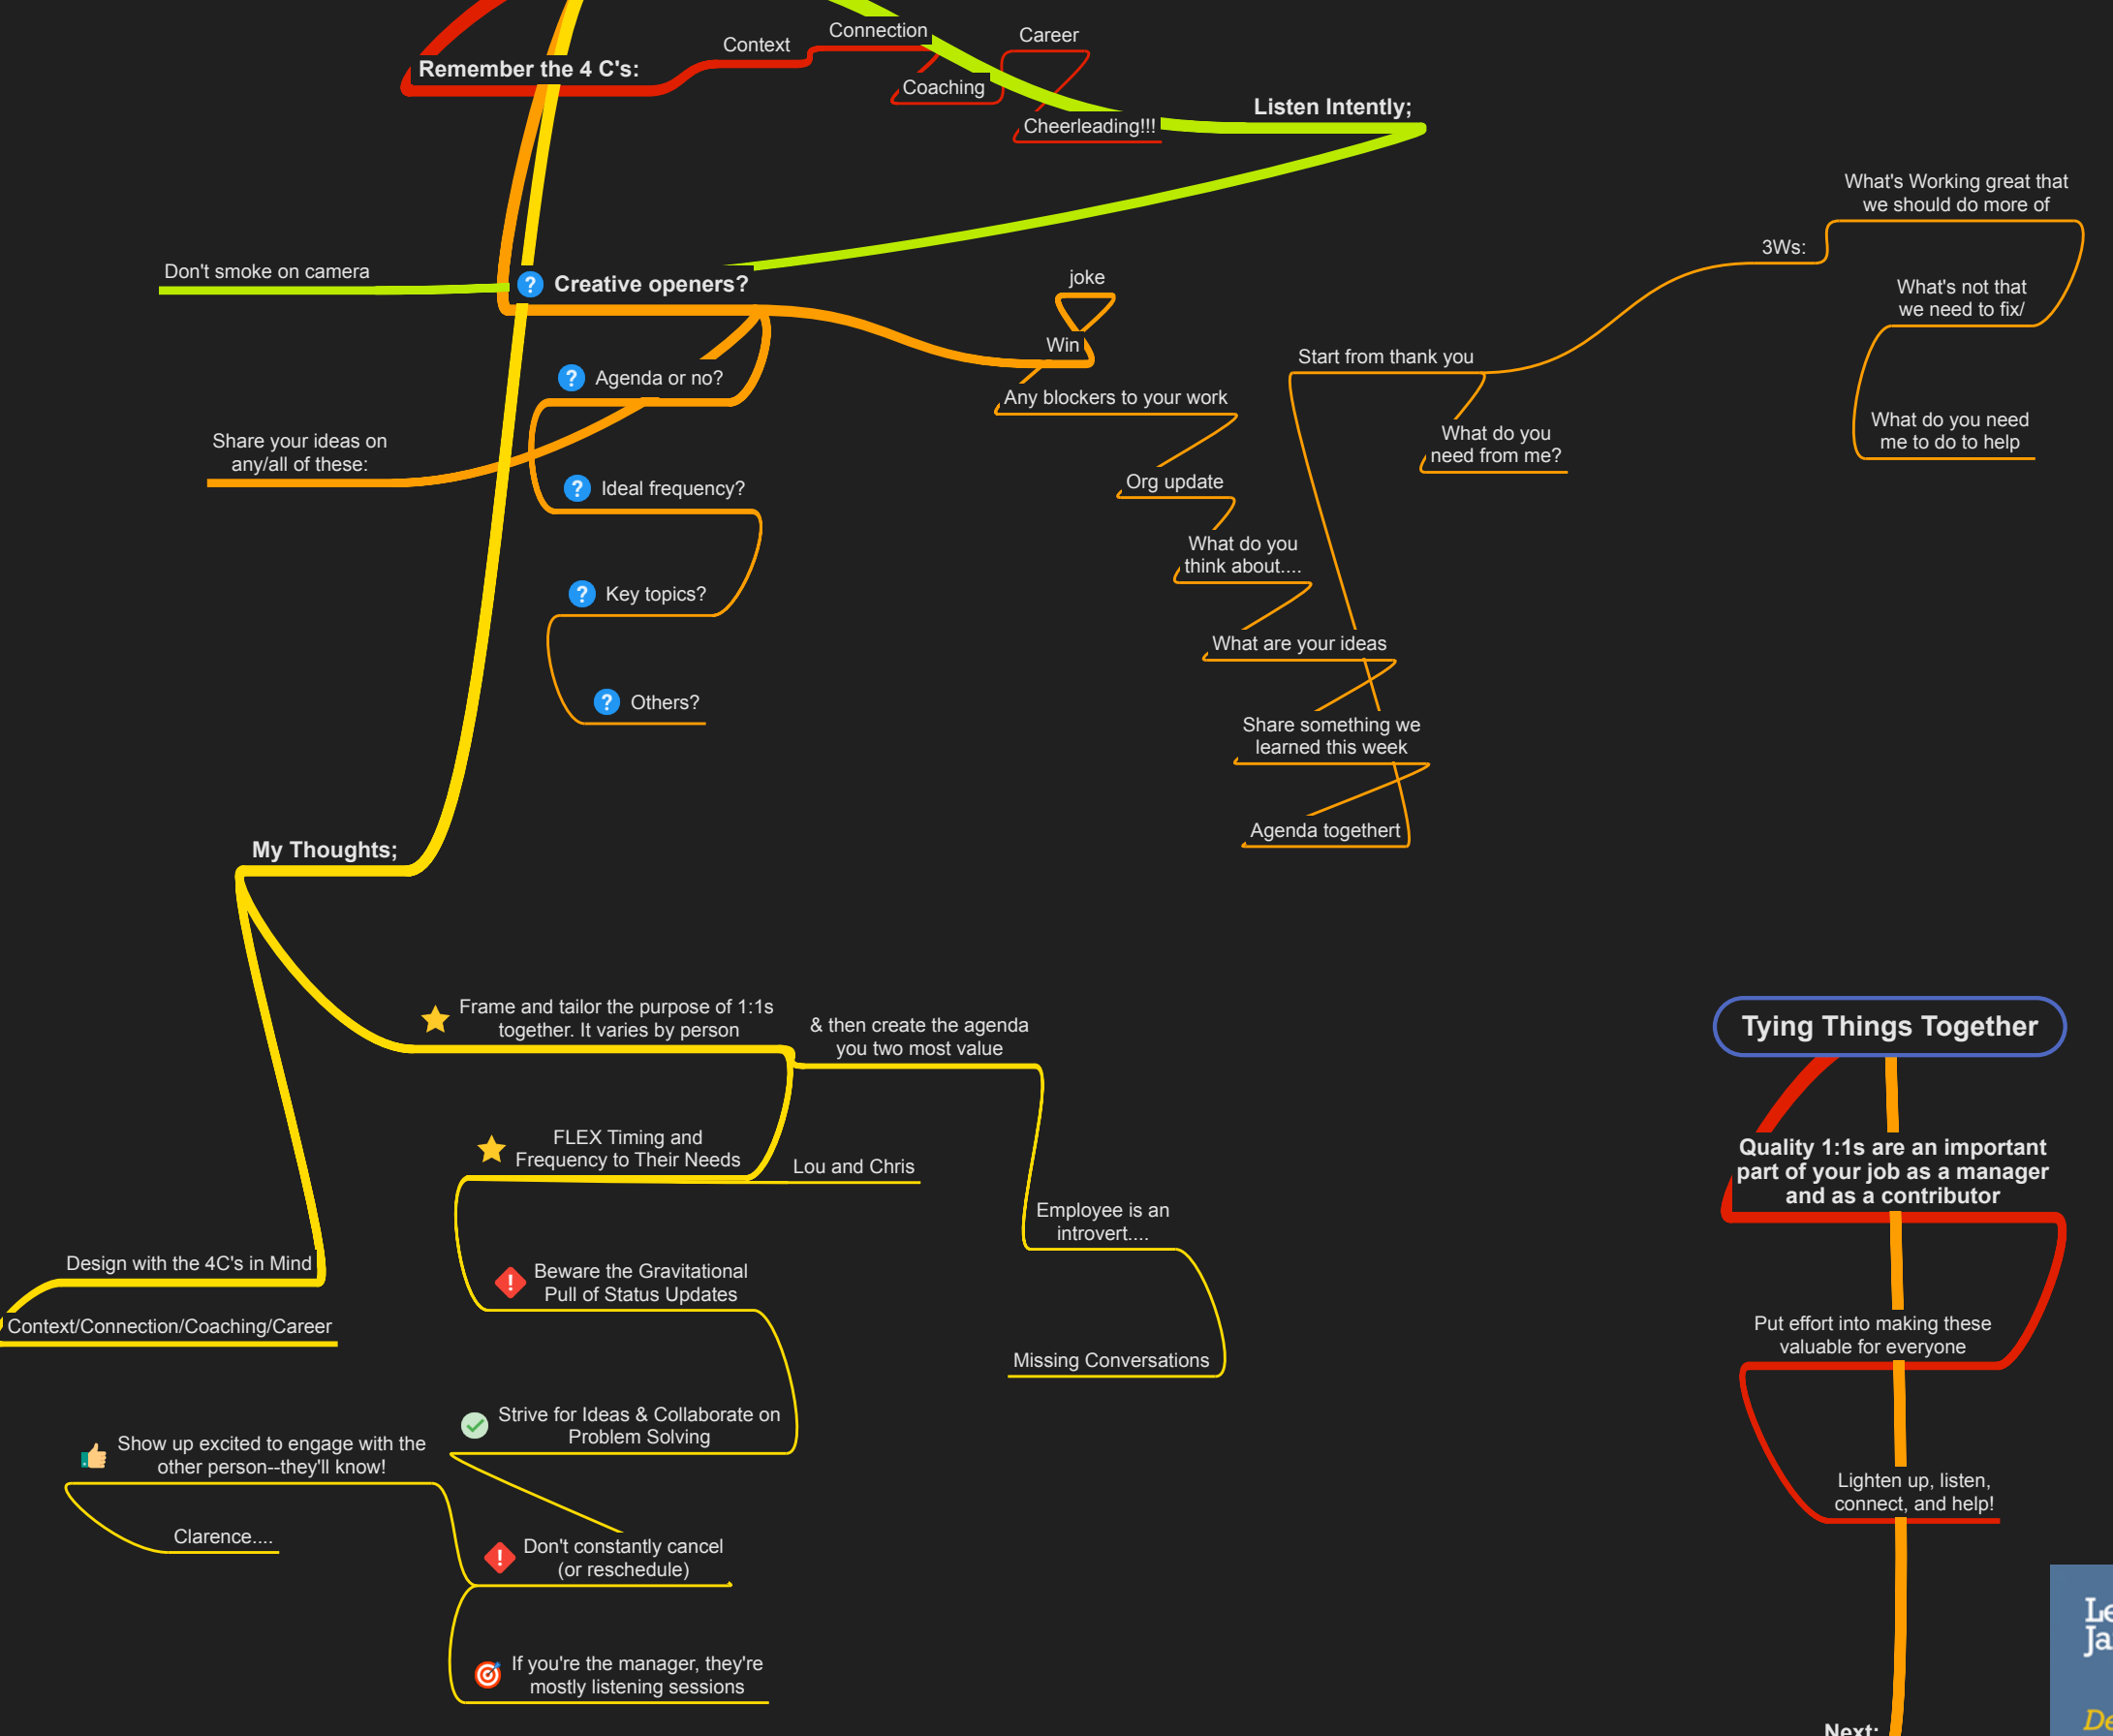 Remember the 4 C's:
Context
Connection
Coaching
Career
Cheerleading!!!
Listen Intently;
Don't smoke on camera
Creative openers?
joke
Win
Any blockers to your work
Org update
What do you
think about....
What are your ideas
Share something we
learned this week
Agenda togethert
Start from thank you
What do you
need from me?
3Ws:
What's Working great that
we should do more of
What's not that
we need to fix/
What do you need
me to do to help
Agenda or no?
Share your ideas on
any/all of these:
Ideal frequency?
Key topics?
Others?
My Thoughts;
Frame and tailor the purpose of 1:1s
together. It varies by person
& then create the agenda
you two most value
FLEX Timing and
Frequency to Their Needs
Lou and Chris
Employee is an
introvert....
Missing Conversations
Design with the 4C's in Mind
Context/Connection/Coaching/Career
Beware the Gravitational
Pull of Status Updates
Strive for Ideas & Collaborate on
Problem Solving
Show up excited to engage with the
other person--they'll know!
Clarence....
Don't constantly cancel
(or reschedule)
If you're the manager, they're
mostly listening sessions
Tying Things Together
Quality 1:1s are an important
part of your job as a manager
and as a contributor
Put effort into making these
valuable for everyone
Lighten up, listen,
connect, and help!
Next: